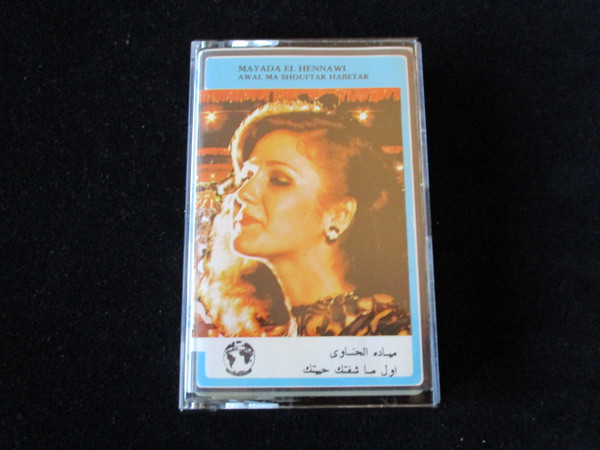 MAYADA EL HENNAWI
AWAL MA SHOUFTAK HABETAK
مياده الحناوى
اول ما شفتك حبيتك